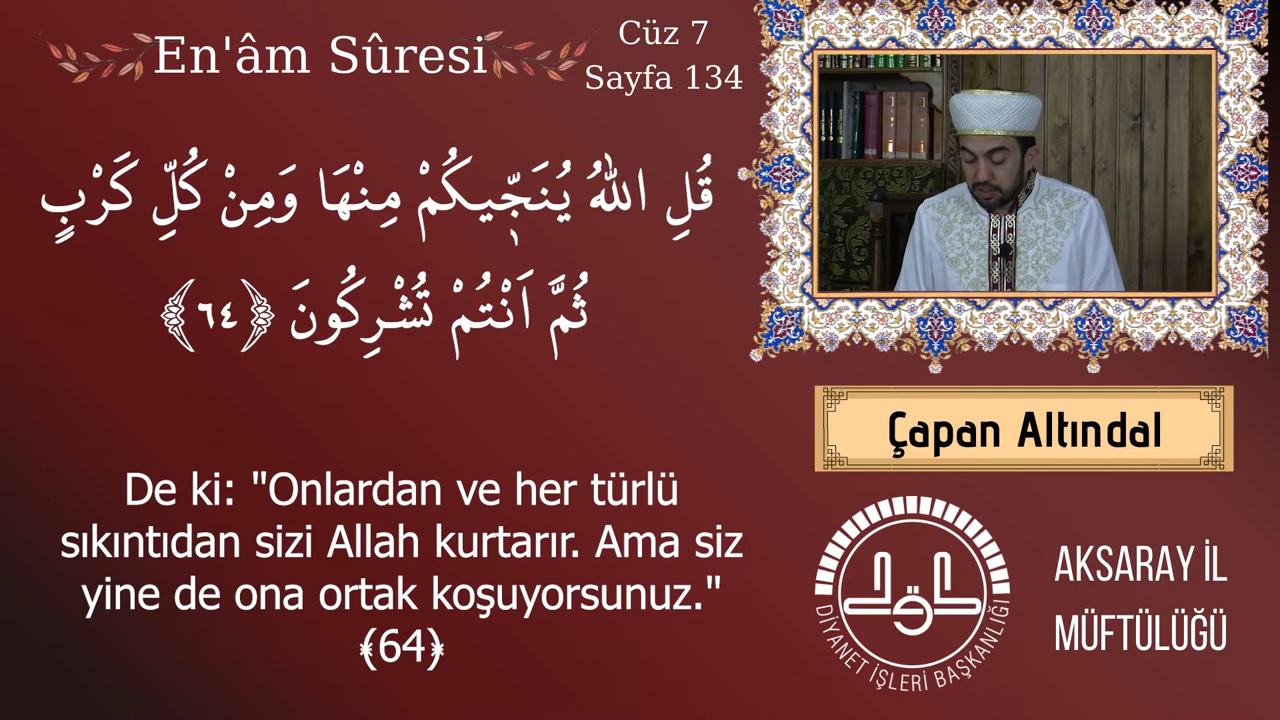 En'âm Sûresi
Cüz 7
Sayfa 134
قُلِ اللّٰهُ يُنَجّ۪يكُمْ مِنْهَا وَمِنْ كُلِّ كَرْبٍ
ثُمَّ اَنْتُمْ تُشْرِكُونَ ﴿٦٤﴾
De ki: "Onlardan ve her türlü
sıkıntıdan sizi Allah kurtarır. Ama siz
yine de ona ortak koşuyorsunuz."
﴾64﴿
Çapan Altındal
DİYANET İŞLERİ BAŞKANLIĞI
AKSARAY İL
MÜFTÜLÜĞÜ